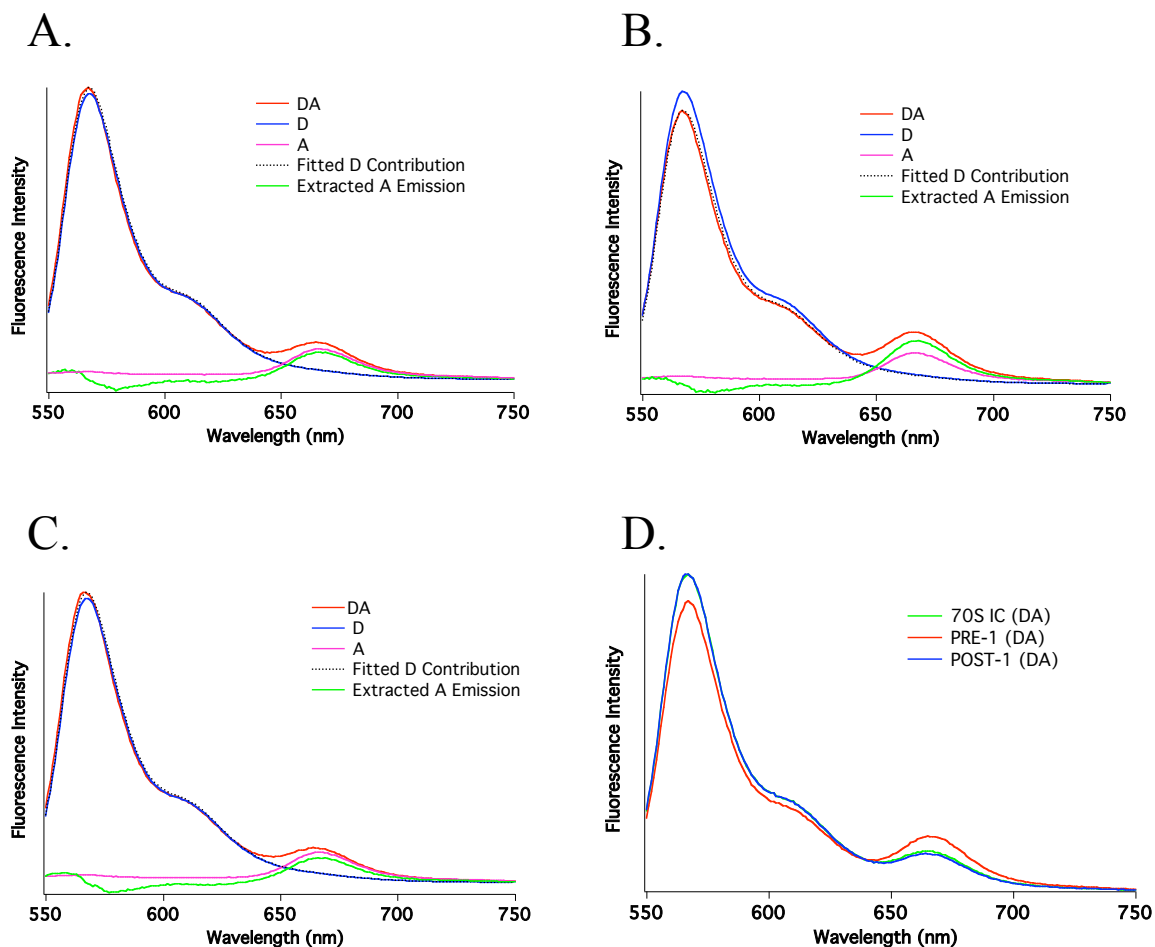 A.
Fluorescence Intensity
DA
D
A
Fitted D Contribution
Extracted A Emission
550
600
650
700
750
Wavelength (nm)
B.
Fluorescence Intensity
DA
D
A
Fitted D Contribution
Extracted A Emission
550
600
650
700
750
Wavelength (nm)
C.
Fluorescence Intensity
DA
D
A
Fitted D Contribution
Extracted A Emission
550
600
650
700
750
Wavelength (nm)
D.
Fluorescence Intensity
70S IC (DA)
PRE-1 (DA)
POST-1 (DA)
550
600
650
700
750
Wavelength (nm)